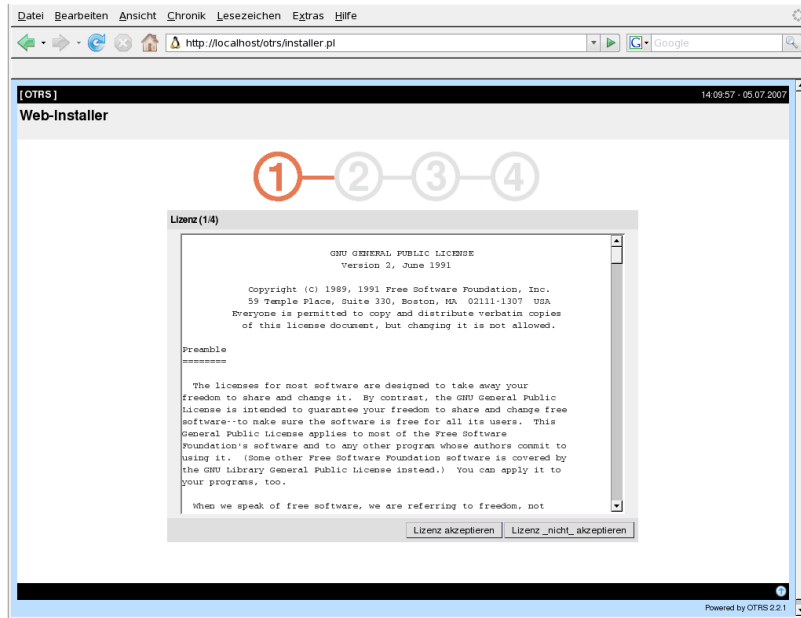 Datei Bearbeiten Ansicht Chronik Lesezeichen Extras Hilfe
http://localhost/otrs/installer.pl
G Google
[ OTRS ]
14:09:57 - 05.07.2007
Web-Installer
1 2 3 4
Lizenz (1/4)
GNU GENERAL PUBLIC LICENSE
Version 2, June 1991
Copyright (C) 1989, 1991 Free Software Foundation, Inc.
59 Temple Place, Suite 330, Boston, MA 02111-1307 USA
Everyone is permitted to copy and distribute verbatim copies
of this license document, but changing it is not allowed.
Preamble
========
The licenses for most software are designed to take away your
freedom to share and change it. By contrast, the GNU General Public
License is intended to guarantee your freedom to share and change free
software--to make sure the software is free for all its users. This
General Public License applies to most of the Free Software
Foundation's software and to any other program whose authors commit to
using it. (Some other Free Software Foundation software is covered by
the GNU Library General Public License instead.) You can apply it to
your programs, too.
When we speak of free software, we are referring to freedom, not
Lizenz akzeptieren
Lizenz _nicht_ akzeptieren
Powered by OTRS 2.2.1